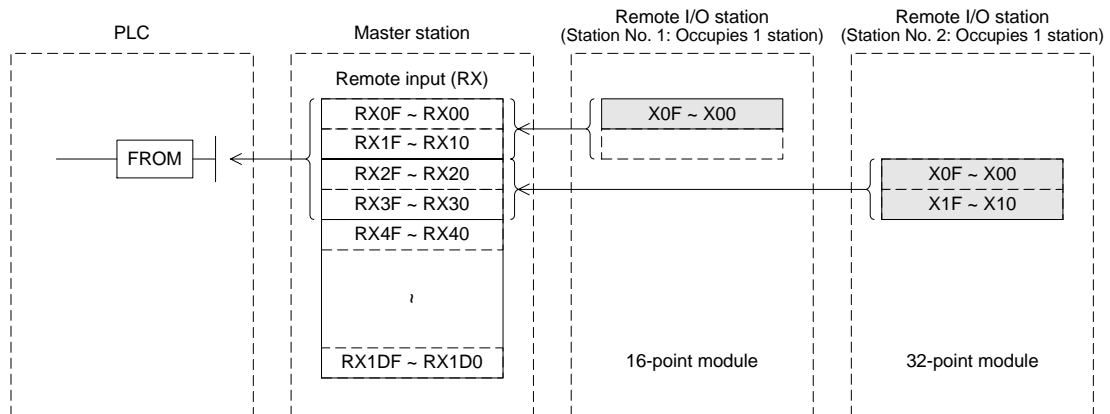 PLC
Master station
Remote I/O station
(Station No. 1: Occupies 1 station)
Remote I/O station
(Station No. 2: Occupies 1 station)
Remote input (RX)
RX0F ~ RX00
RX1F ~ RX10
RX2F ~ RX20
RX3F ~ RX30
RX4F ~ RX40
~
RX1DF ~ RX1D0
FROM
X0F ~ X00
X0F ~ X00
X1F ~ X10
16-point module
32-point module